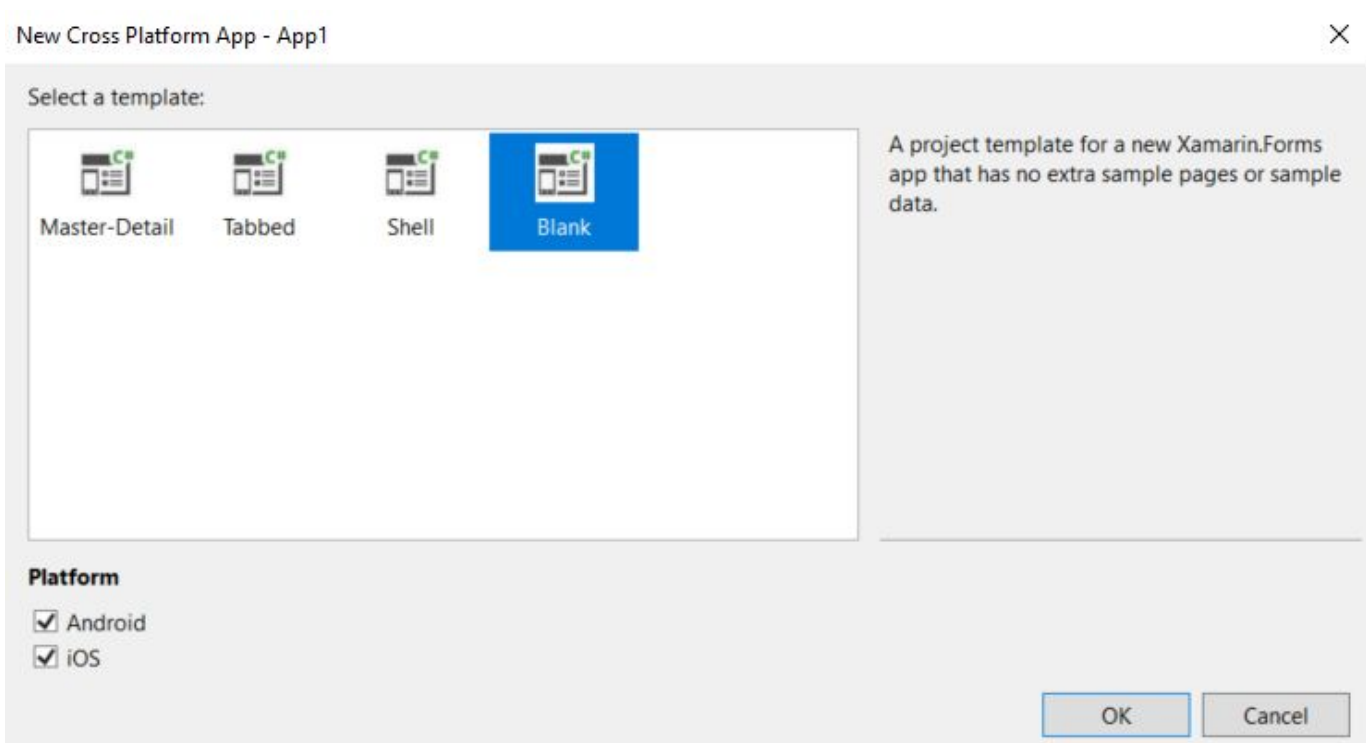 New Cross Platform App - App1
Select a template:
C#
C#
C#
C#
Master-Detail
Tabbed
Shell
Blank
A project template for a new Xamarin.Forms
app that has no extra sample pages or sample
data.
Platform
Android
iOS
OK
Cancel